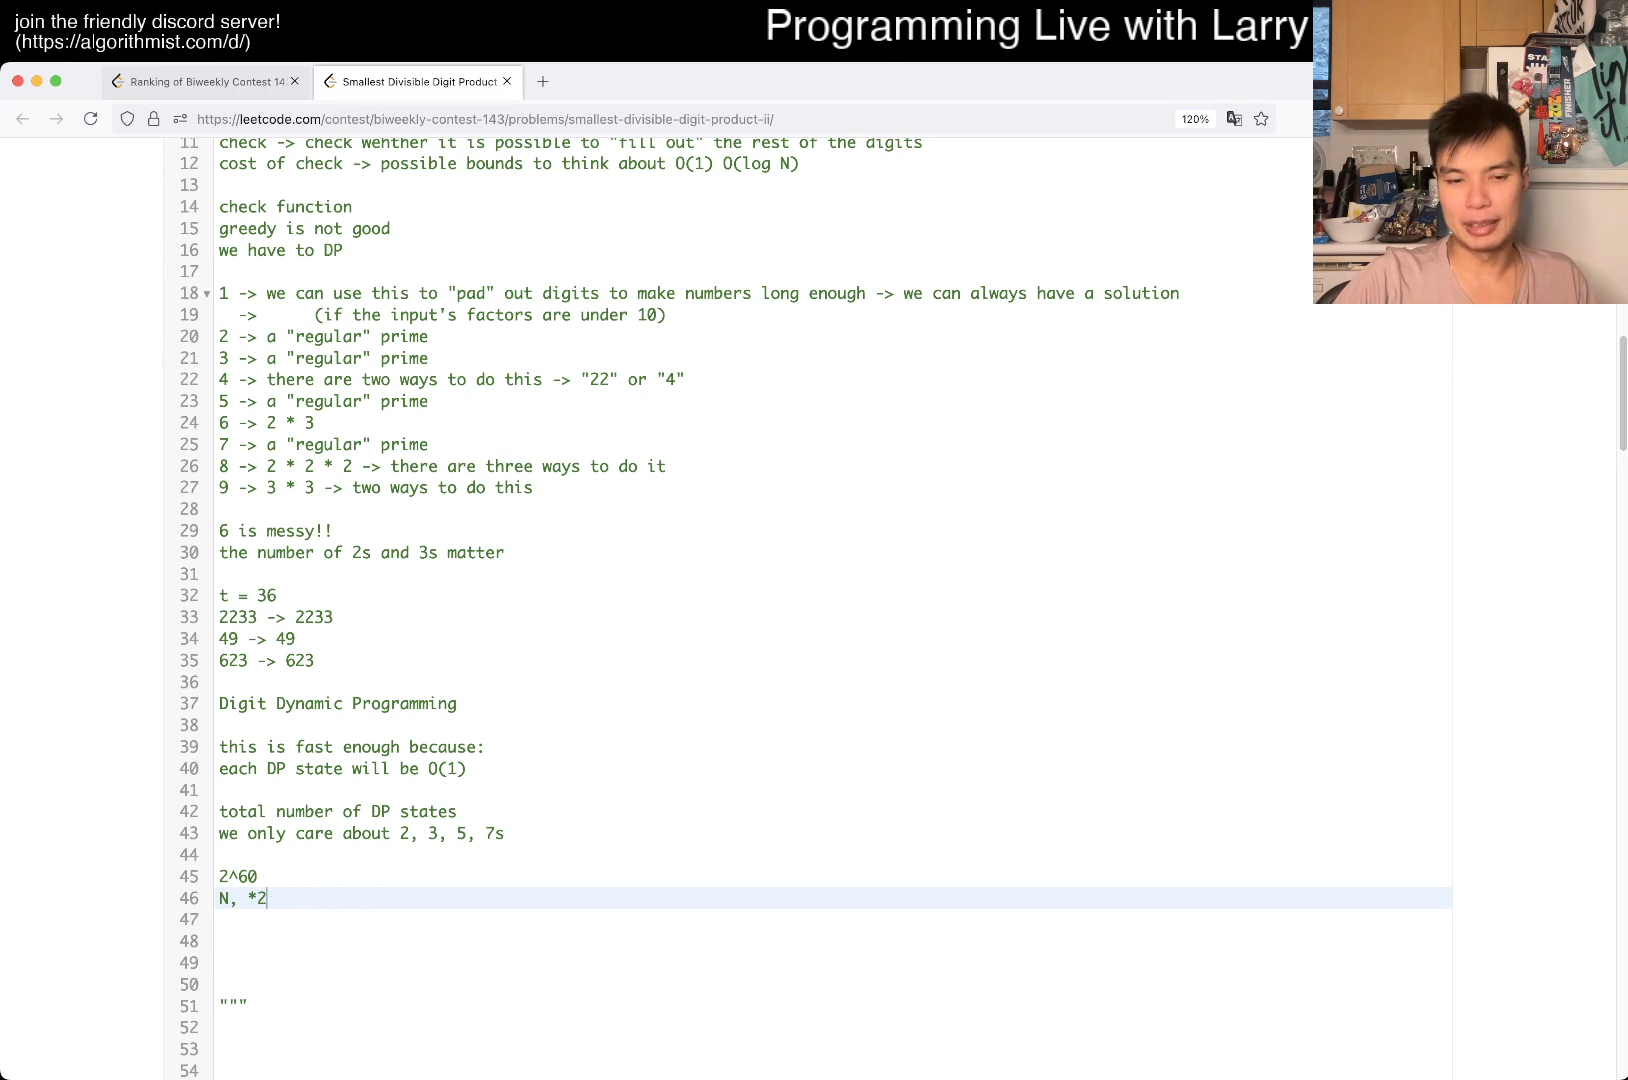 join the friendly discord server!
(https://algorithmist.com/d/)
Programming Live with Larry
Ranking of Biweekly Contest 14
Smallest Divisible Digit Product
https://leetcode.com/contest/biweekly-contest-143/problems/smallest-divisible-digit-product-ii/
120%
11 check -> check wehther it is possible to "fill out" the rest of the digits
12 cost of check -> possible bounds to think about O(1) O(log N)
13
14 check function
15 greedy is not good
16 we have to DP
17
18 1 -> we can use this to "pad" out digits to make numbers long enough -> we can always have a solution
19 -> (if the input's factors are under 10)
20 2 -> a "regular" prime
21 3 -> a "regular" prime
22 4 -> there are two ways to do this -> "22" or "4"
23 5 -> a "regular" prime
24 6 -> 2 * 3
25 7 -> a "regular" prime
26 8 -> 2 * 2 * 2 -> there are three ways to do it
27 9 -> 3 * 3 -> two ways to do this
28
29 6 is messy!!
30 the number of 2s and 3s matter
31
32 t = 36
33 2233 -> 2233
34 49 -> 49
35 623 -> 623
36
37 Digit Dynamic Programming
38
39 this is fast enough because:
40 each DP state will be O(1)
41
42 total number of DP states
43 we only care about 2, 3, 5, 7s
44
45 2^60
46 N, *2
47
48
49
50
51 """
52
53
54
FINISHER